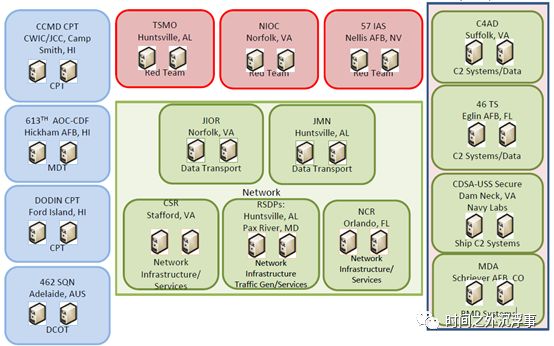 CCMD CPT
CWIC/JCC, Camp
Smith, HI
CPT
613TH AOC-CDF
Hickham AFB, HI
MDT
DODIN CPT
Ford Island, HI
CPT
462 SQN
Adelaide, AUS
DCOT
TSMO
Huntsville, AL
Red Team
NIOC
Norfolk, VA
Red Team
57 IAS
Nellis AFB, NV
Red Team
JIOR
Norfolk, VA
Data Transport
JMN
Huntsville, AL
Data Transport
Network
CSR
Stafford, VA
Network
Infrastructure/
Services
RSDPs:
Huntsville, AL
Pax River, MD
Network
Infrastructure
Traffic Gen/Services
NCR
Orlando, FL
Network
Infrastructure/
Services
C4AD
Suffolk, VA
C2 Systems/Data
46 TS
Eglin AFB, FL
C2 Systems/Data
CDSA-USS Secure
Dam Neck, VA
Navy Labs
Ship C2 Systems
MDA
Schriever AFB, CO
BMD Systems
时间之外沉浮事